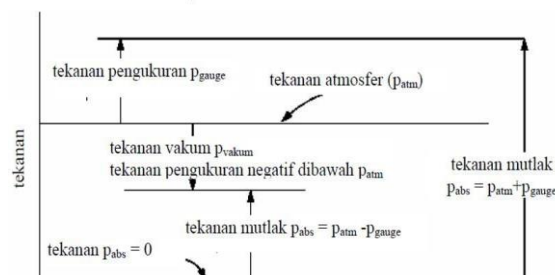 tekanan pengukuran pgauge
tekanan atmosfer (patm)
tekanan
tekanan vakum pvakum
tekanan pengukuran negatif dibawah patm
tekanan mutlak
pabs = patm+pgauge
tekanan mutlak pabs = patm -pgauge
tekanan pabs = 0